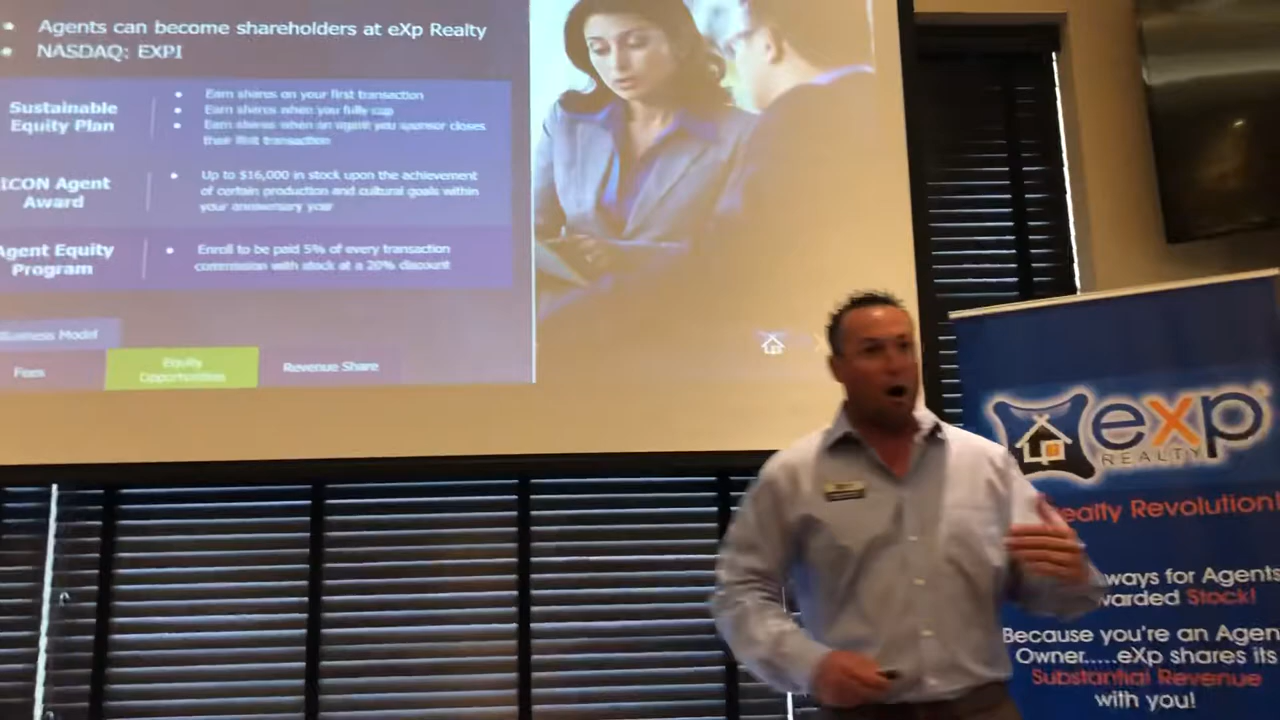 Agents can become shareholders at eXp Realty
NASDAQ: EXPI
Sustainable
Equity Plan
Earn shares on your first transaction
Earn shares when you fully cap
Earn shares when an agent you sponsor closes
their first transaction
ICON Agent
Award
Up to $16,000 in stock upon the achievement
of certain production and cultural goals within
your anniversary year
Agent Equity
Program
Enroll to be paid 5% of every transaction
commission with stock at a 20% discount
Business Model
Fees
Equity
Opportunities
Revenue Share
eXp
REALTY
Realty Revolution!
ways for Agents
warded Stock!
Because you're an Agen
Owner.....eXp shares its
Substantial Revenue
with you!